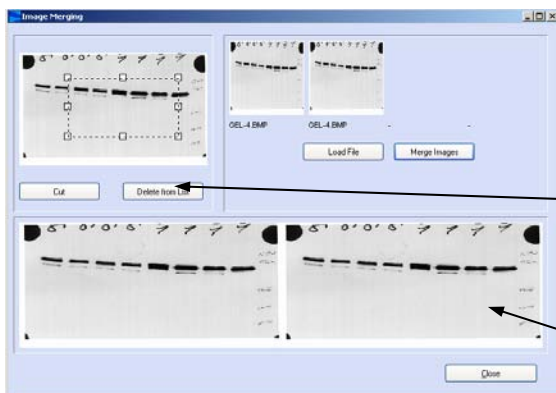 Image Merging
GEL-4.BMP
GEL-4.BMP
- -
Load File
Merge Images
Cut
Delete from List
Close